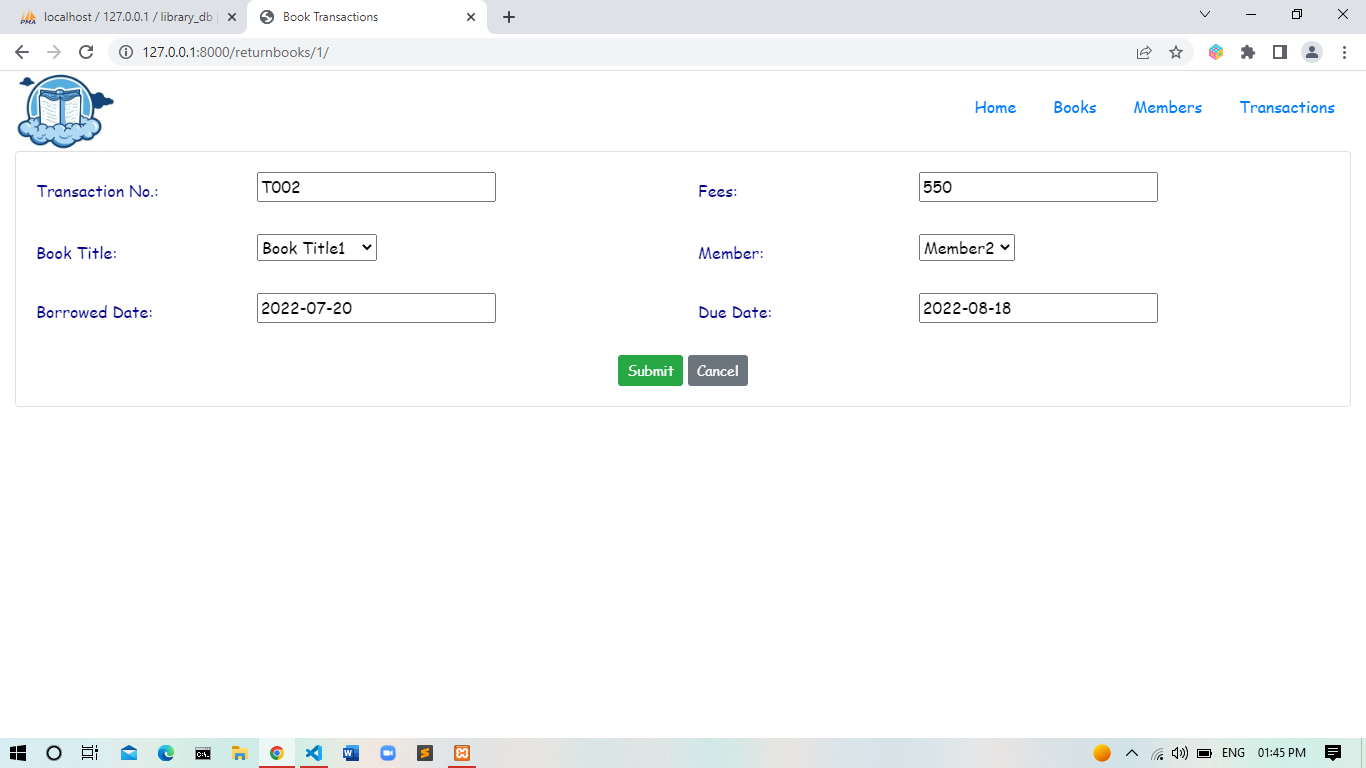 localhost / 127.0.0.1 / library_db
Book Transactions
127.0.0.1:8000/returnbooks/1/
Home Books Members Transactions
Transaction No.: T002 Fees: 550
Book Title: Book Title1 Member: Member2
Borrowed Date: 2022-07-20 Due Date: 2022-08-18
Submit Cancel
ENG 01:45 PM